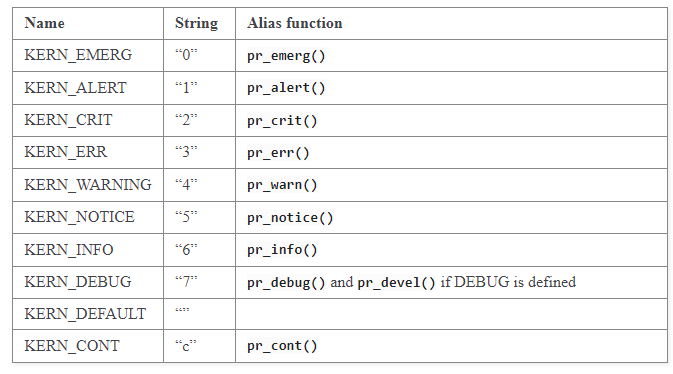 Name String Alias function
KERN_EMERG “0” pr_emerg()
KERN_ALERT “1” pr_alert()
KERN_CRIT “2” pr_crit()
KERN_ERR “3” pr_err()
KERN_WARNING “4” pr_warn()
KERN_NOTICE “5” pr_notice()
KERN_INFO “6” pr_info()
KERN_DEBUG “7” pr_debug() and pr_devel() if DEBUG is defined
KERN_DEFAULT “”
KERN_CONT “c” pr_cont()